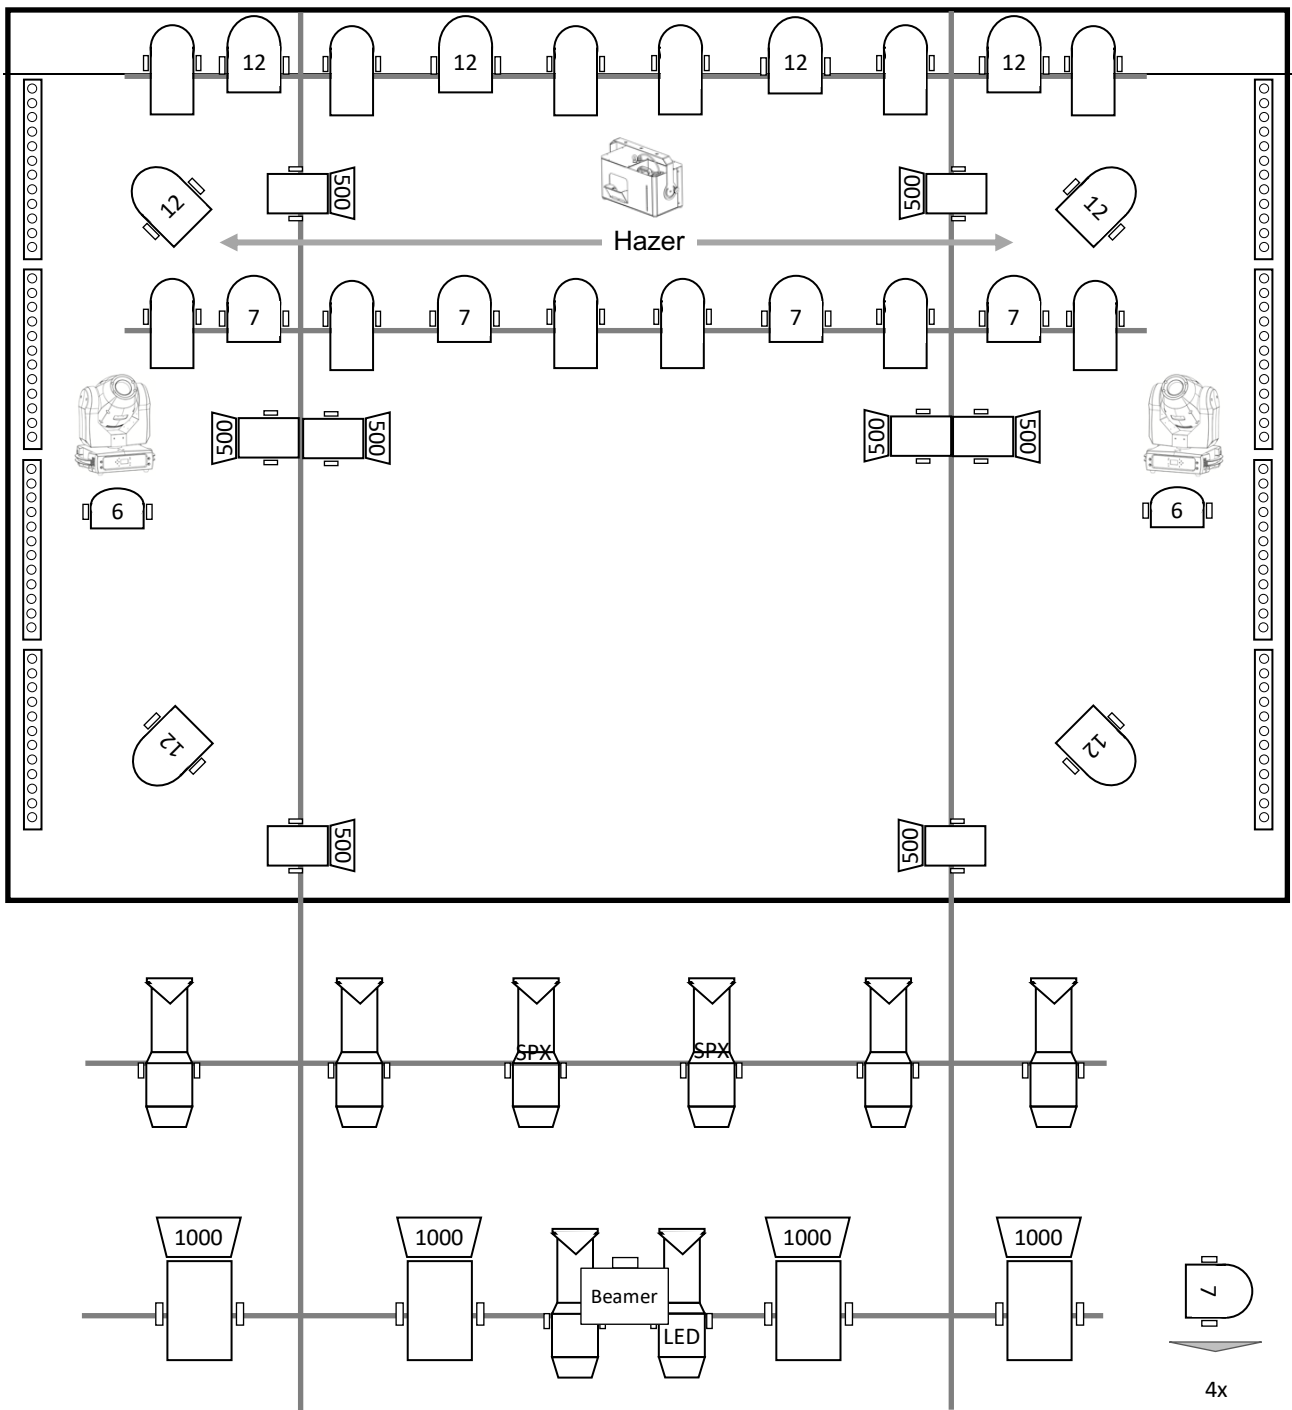 12 12 12 12
12 500 500 12
Hazer
7 7 7 7
500 500 500 500
6 6
12 12
500 500
SPX SPX
1000 1000 1000 1000
7
Beamer
LED
4x